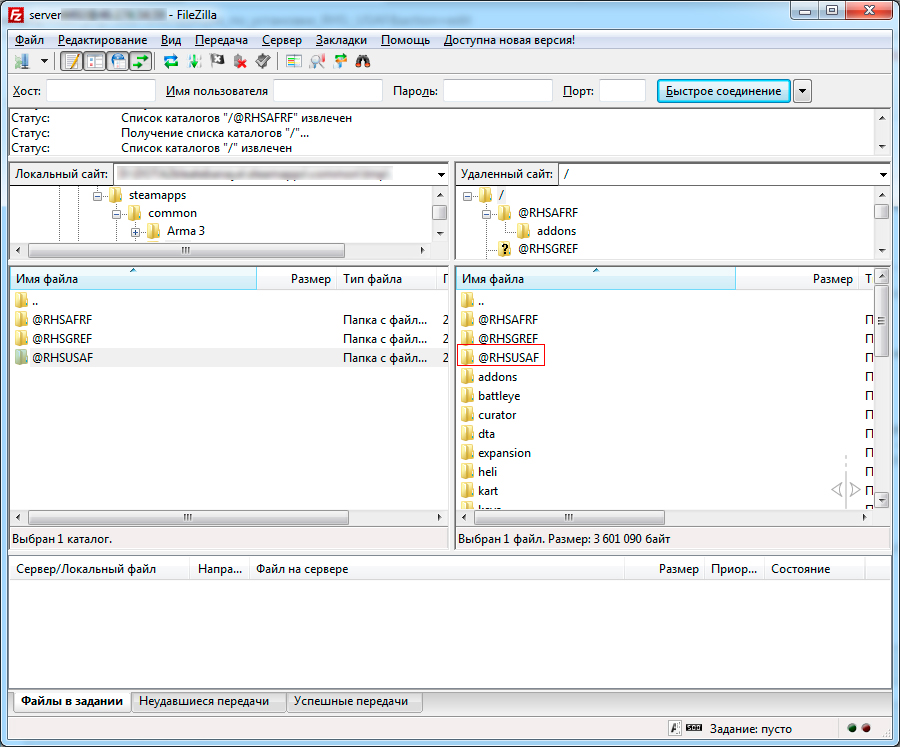 server - FileZilla
Файл Редактирование Вид Передача Сервер Закладки Помощь Доступна новая версия!
Хост: Имя пользователя Пароль: Порт: Быстрое соединение
Статус: Список каталогов "/@RHSAFRF" извлечен
Статус: Получение списка каталогов "/"...
Статус: Список каталогов "/" извлечен
Локальный сайт:
steamapps
common
Arma 3
Удаленный сайт: /
/
@RHSAFRF
addons
? @RHSGREF
Имя файла Размер Тип файла П
..
@RHSAFRF Папка с файл... 2
@RHSGREF Папка с файл... 2
@RHSUSAF Папка с файл... 2
Выбран 1 каталог.
Имя файла Размер Т
..
@RHSAFRF П
@RHSGREF П
@RHSUSAF П
addons П
battleye П
curator П
dta П
expansion П
heli П
kart П
Выбран 1 файл. Размер: 3 601 090 байт
Сервер/Локальный файл Напра... Файл на сервере Размер Приор... Состояние
Файлы в задании Неудавшиеся передачи Успешные передачи
Задание: пусто